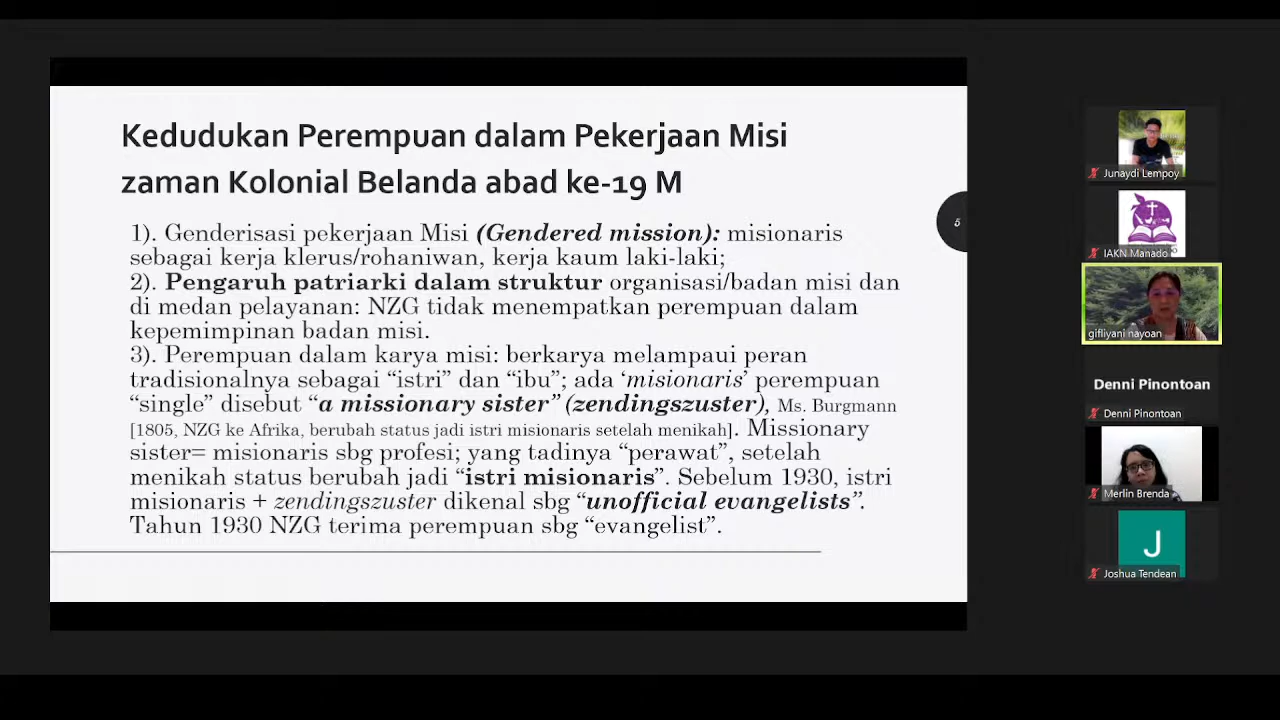 Kedudukan Perempuan dalam Pekerjaan Misi
zaman Kolonial Belanda abad ke-19 M
5
1). Genderisasi pekerjaan Misi (Gendered mission): misionaris
sebagai kerja klerus/rohaniwan, kerja kaum laki-laki;
2). Pengaruh patriarki dalam struktur organisasi/badan misi dan
di medan pelayanan: NZG tidak menempatkan perempuan dalam
kepemimpinan badan misi.
3). Perempuan dalam karya misi: berkarya melampaui peran
tradisionalnya sebagai “istri” dan “ibu”; ada ‘misionaris’ perempuan
“single” disebut “a missionary sister” (zendingszuster), Ms. Burgmann
[1805, NZG ke Afrika, berubah status jadi istri misionaris setelah menikah]. Missionary
sister= misionaris sbg profesi; yang tadinya “perawat”, setelah
menikah status berubah jadi “istri misionaris”. Sebelum 1930, istri
misionaris + zendingszuster dikenal sbg “unofficial evangelists”.
Tahun 1930 NZG terima perempuan sbg “evangelist”.
Junaydi Lempoy
IAKN Manado
gifliyani nayoan
Denni Pinontoan
Denni Pinontoan
Merlin Brenda
J
Joshua Tendean